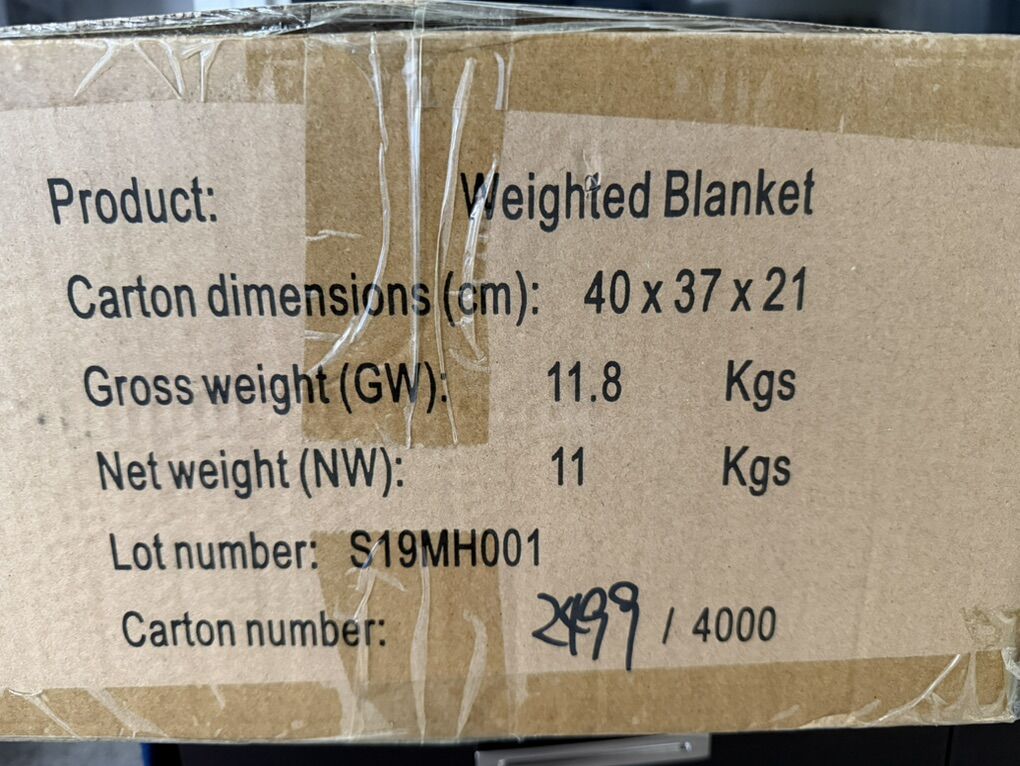 Product: Weighted Blanket
Carton dimensions (cm): 40 x 37 x 21
Gross weight (GW): 11.8 Kgs
Net weight (NW): 11 Kgs
Lot number: S19MH001
Carton number: 2499 / 4000